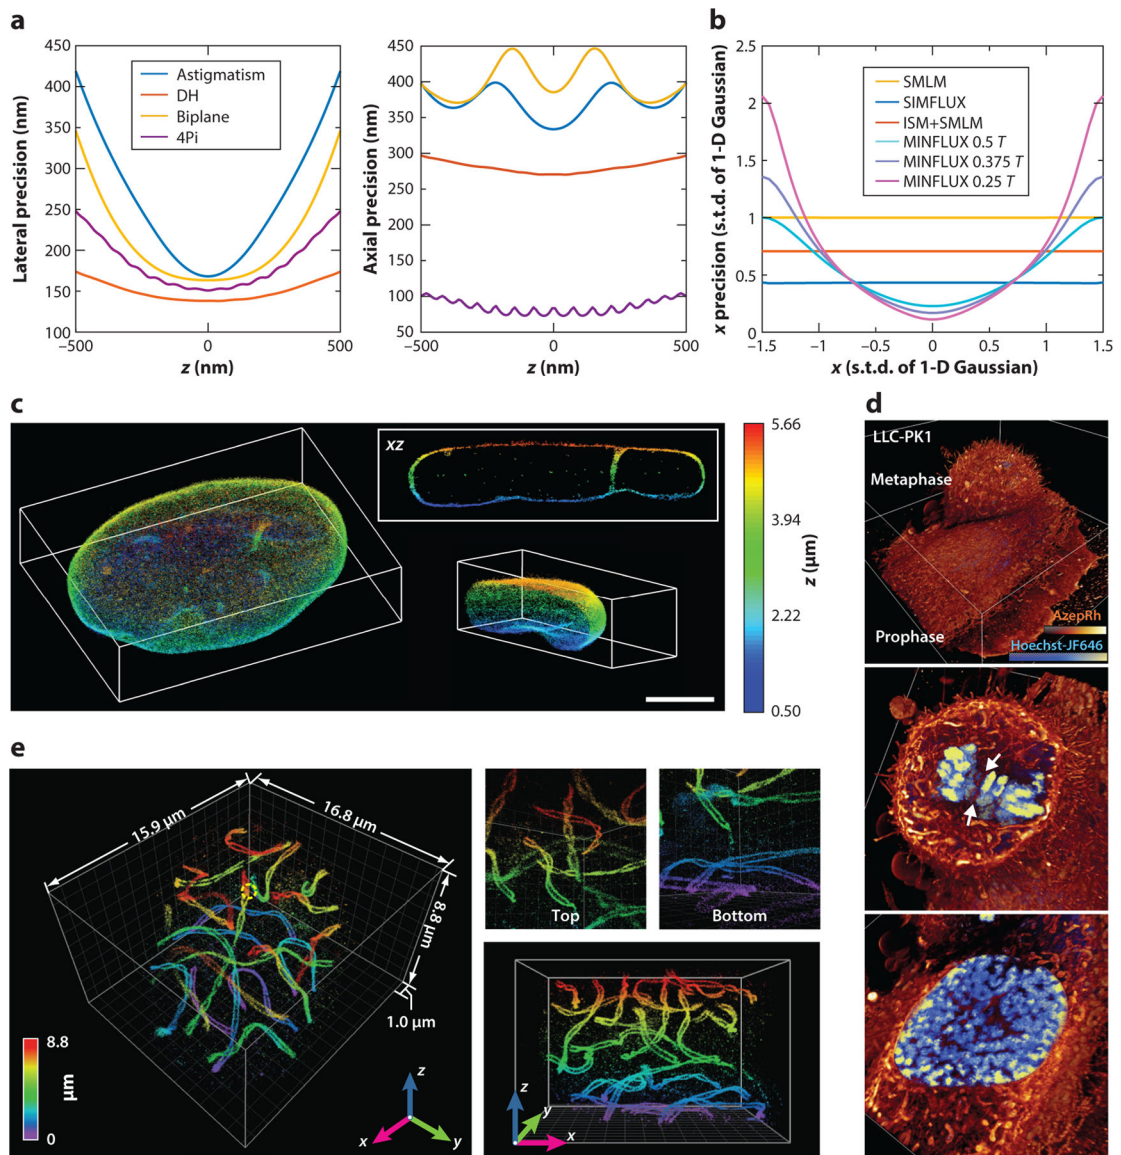 a
450
400
350
300
250
200
150
100
Lateral precision (nm)
Astigmatism
DH
Biplane
4Pi
−500
0
500
z (nm)
450
400
350
300
250
200
150
100
50
Axial precision (nm)
−500
0
500
z (nm)
b
2.5
2
1.5
1
0.5
0
x precision (s.t.d. of 1-D Gaussian)
SMLM
SIMFLUX
ISM+SMLM
MINFLUX 0.5 T
MINFLUX 0.375 T
MINFLUX 0.25 T
−1.5
−1
−0.5
0
0.5
1
1.5
x (s.t.d. of 1-D Gaussian)
c
xz
5.66
3.94
2.22
0.50
z (μm)
d
LLC-PK1
Metaphase
Prophase
AzepRh
Hoechst-JF646
e
15.9 μm
16.8 μm
8.8 μm
1.0 μm
8.8
μm
0
z
x
y
Top
Bottom
z
y
x